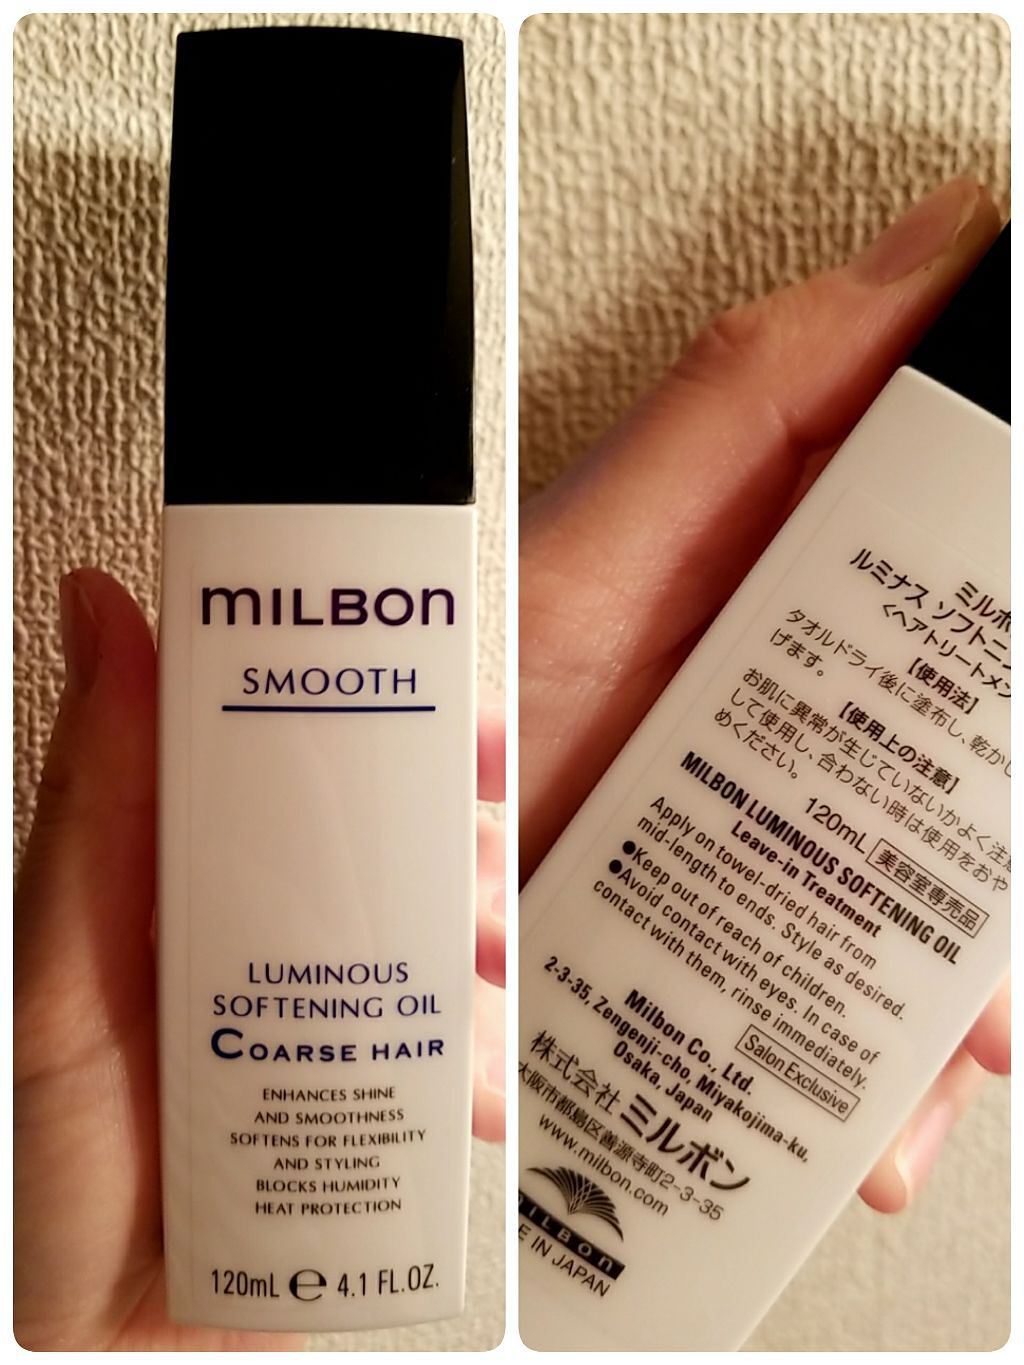 mILBON
SMOOTH
LUMINOUS
SOFTENING OIL
COARSE HAIR
ENHANCES SHINE
AND SMOOTHNESS
SOFTENS FOR FLEXIBILITY
AND STYLING
BLOCKS HUMIDITY
HEAT PROTECTION
120mL e 4.1 FL.OZ.
ミルボ
ルミナス ソフトニン
<ヘアトリートメン
【使用法】
タオルドライ後に塗布し、乾かし
げます。
【使用上の注意】
お肌に異常が生じていないかよく注意
して使用し、合わない時は使用をおや
めください。
120mL 美容室専売品
MILBON LUMINOUS SOFTENING OIL
Leave-in Treatment
Apply on towel-dried hair from
mid-length to ends. Style as desired.
●Keep out of reach of children.
●Avoid contact with eyes. In case of
contact with them, rinse immediately.
Salon Exclusive
Milbon Co., Ltd.
2-3-35, Zengenji-cho, Miyakojima-ku,
Osaka, Japan
株式会社 ミルボン
大阪市都島区善源寺町2-3-35
www.milbon.com
MILBON
E IN JAPAN